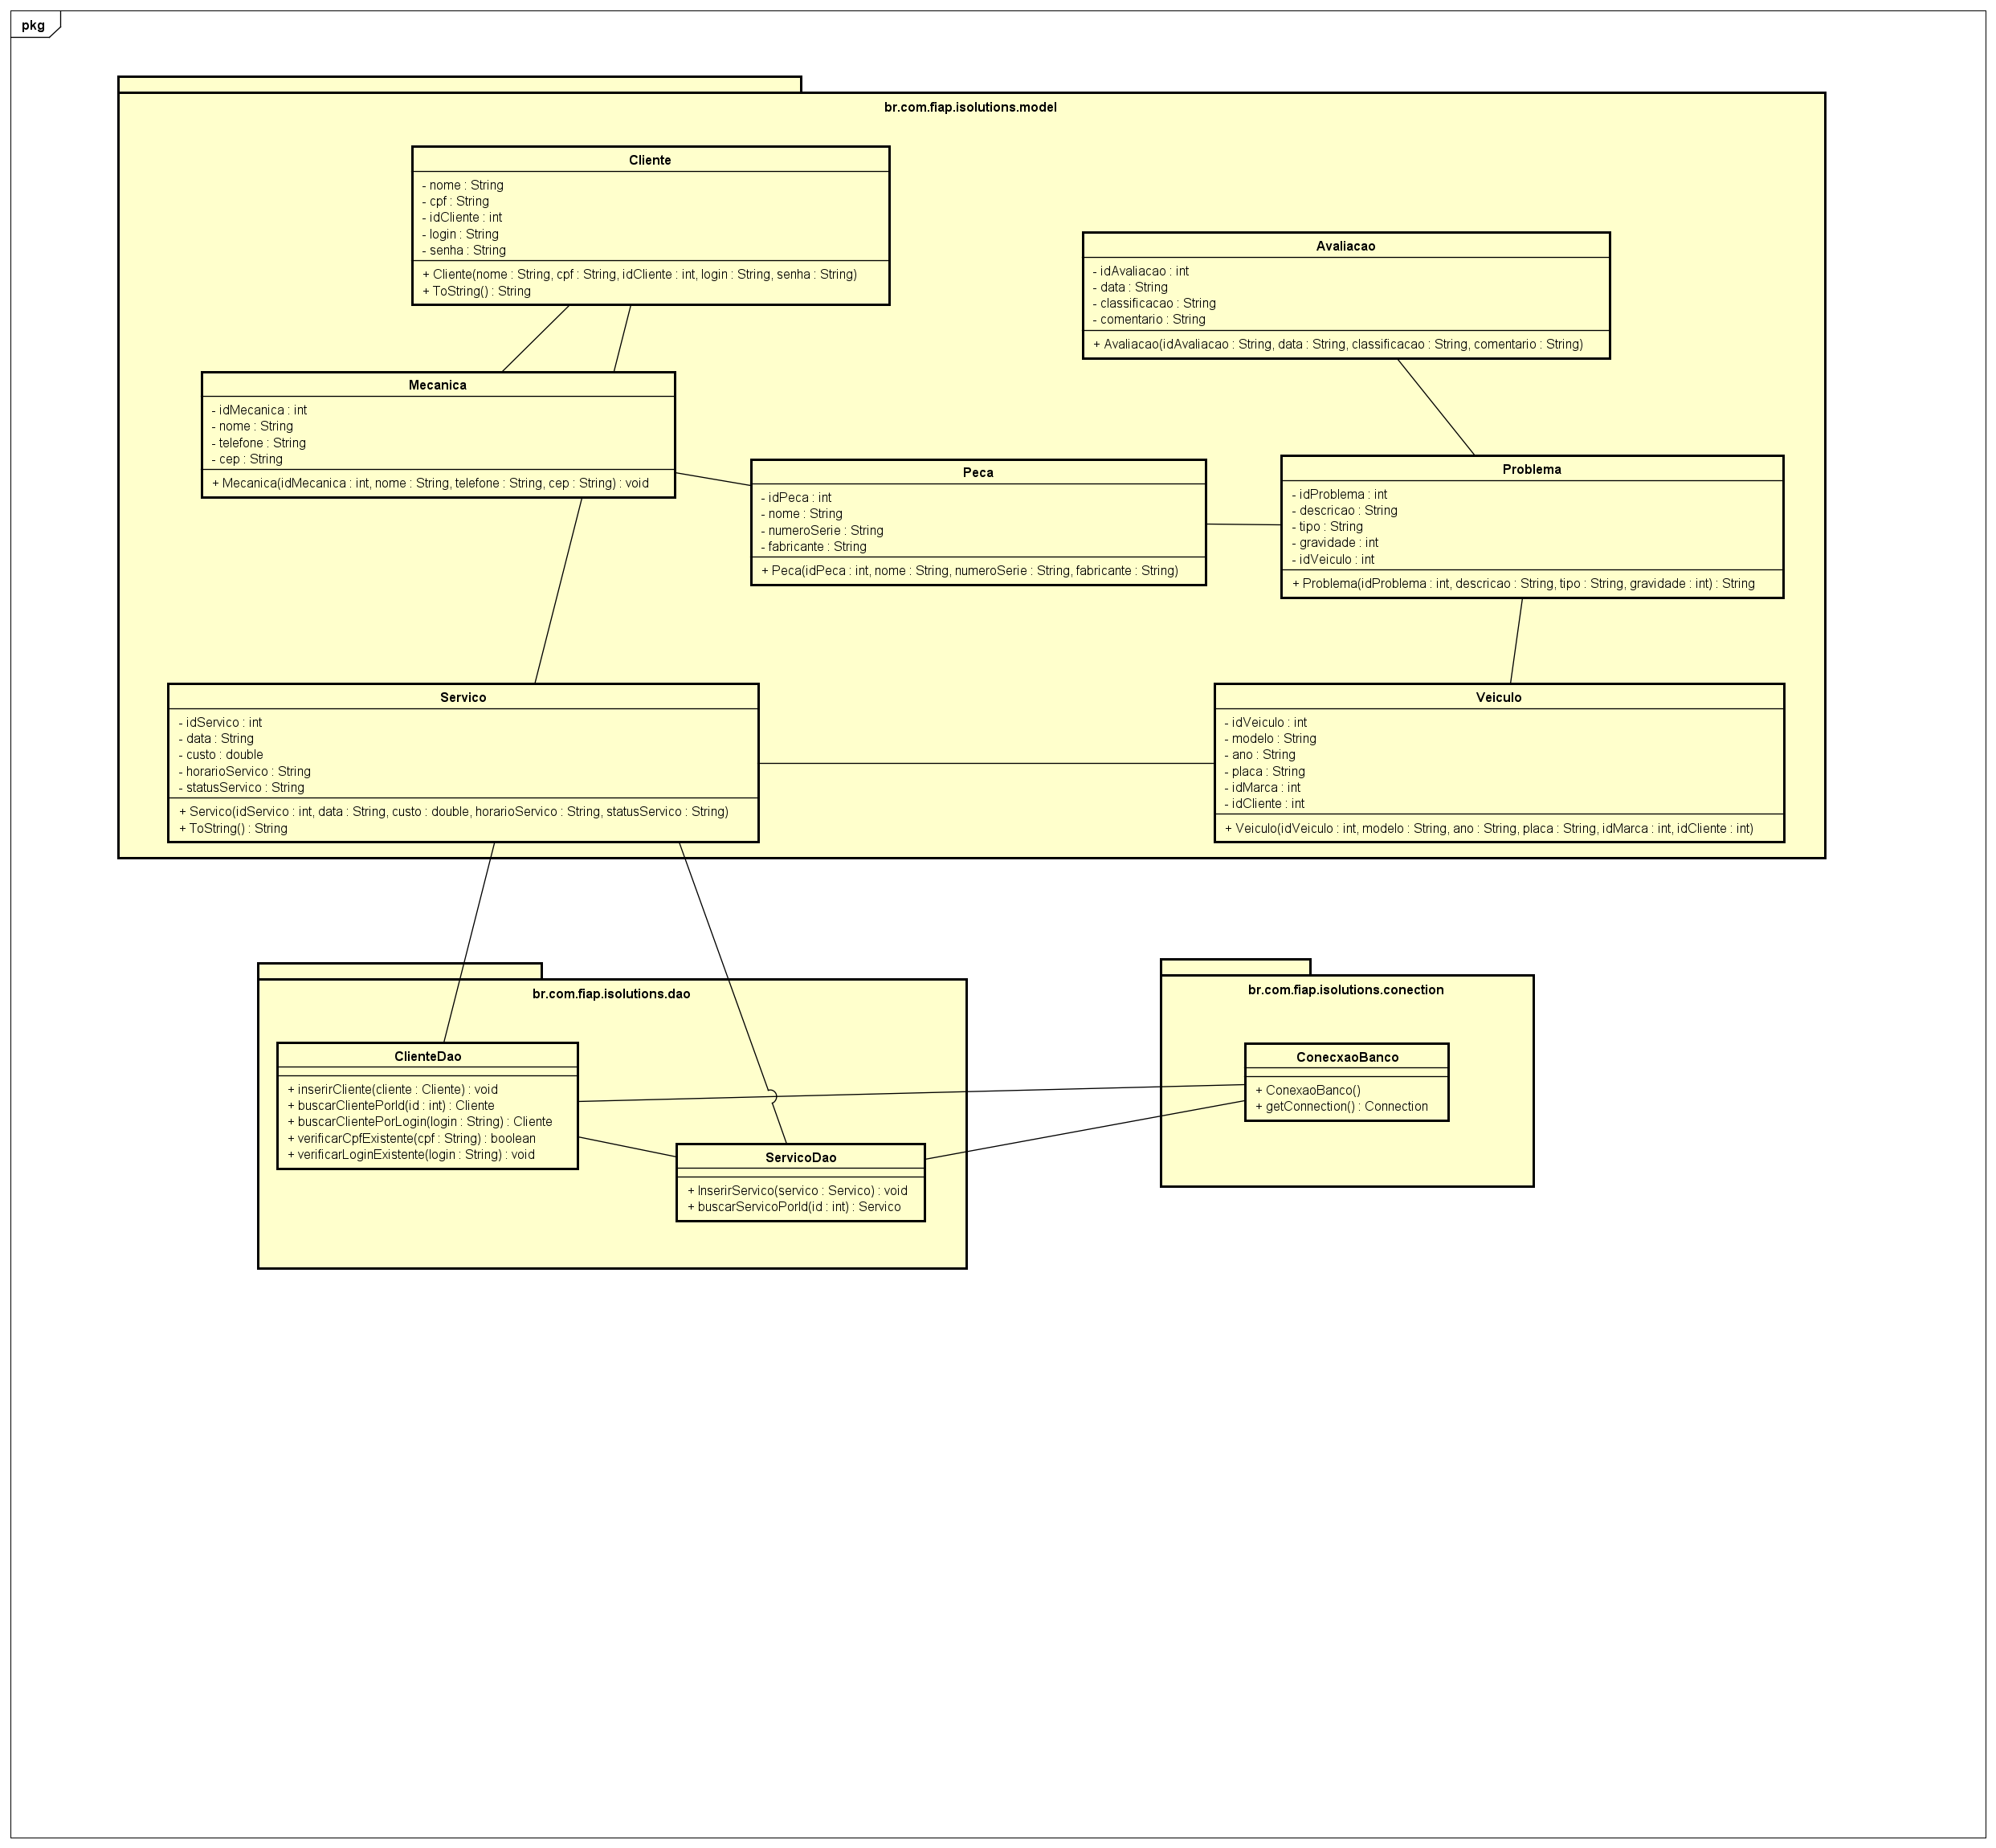 pkg
br.com.fiap.isolutions.model
Cliente
- nome : String
- cpf : String
- idCliente : int
- login : String
- senha : String
+ Cliente(nome : String, cpf : String, idCliente : int, login : String, senha : String)
+ ToString() : String
Avaliacao
- idAvaliacao : int
- data : String
- classificacao : String
- comentario : String
+ Avaliacao(idAvaliacao : String, data : String, classificacao : String, comentario : String)
Mecanica
- idMecanica : int
- nome : String
- telefone : String
- cep : String
+ Mecanica(idMecanica : int, nome : String, telefone : String, cep : String) : void
Peca
- idPeca : int
- nome : String
- numeroSerie : String
- fabricante : String
+ Peca(idPeca : int, nome : String, numeroSerie : String, fabricante : String)
Problema
- idProblema : int
- descricao : String
- tipo : String
- gravidade : int
- idVeiculo : int
+ Problema(idProblema : int, descricao : String, tipo : String, gravidade : int) : String
Servico
- idServico : int
- data : String
- custo : double
- horarioServico : String
- statusServico : String
+ Servico(idServico : int, data : String, custo : double, horarioServico : String, statusServico : String)
+ ToString() : String
Veiculo
- idVeiculo : int
- modelo : String
- ano : String
- placa : String
- idMarca : int
- idCliente : int
+ Veiculo(idVeiculo : int, modelo : String, ano : String, placa : String, idMarca : int, idCliente : int)
br.com.fiap.isolutions.dao
ClienteDao
+ inserirCliente(cliente : Cliente) : void
+ buscarClientePorId(id : int) : Cliente
+ buscarClientePorLogin(login : String) : Cliente
+ verificarCpfExistente(cpf : String) : boolean
+ verificarLoginExistente(login : String) : void
ServicoDao
+ InserirServico(servico : Servico) : void
+ buscarServicoPorId(id : int) : Servico
br.com.fiap.isolutions.conection
ConecxaoBanco
+ ConexaoBanco()
+ getConnection() : Connection